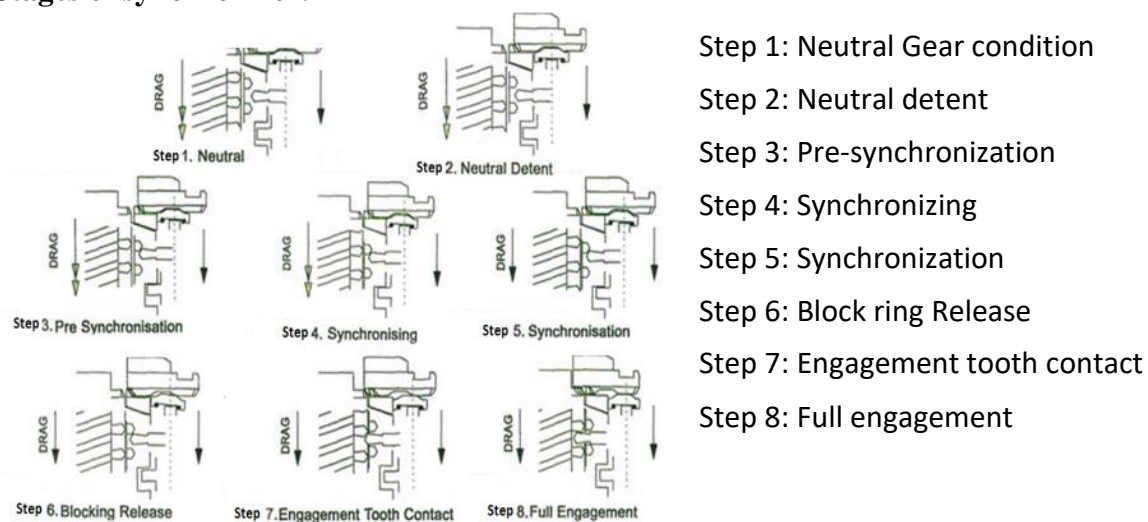 DRAG
Step 1. Neutral
DRAG
Step 2. Neutral Detent
DRAG
Step 3. Pre Synchronisation
DRAG
Step 4. Synchronising
DRAG
Step 5. Synchronisation
DRAG
Step 6. Blocking Release
DRAG
Step 7. Engagement Tooth Contact
DRAG
Step 8. Full Engagement
Step 1: Neutral Gear condition
Step 2: Neutral detent
Step 3: Pre-synchronization
Step 4: Synchronizing
Step 5: Synchronization
Step 6: Block ring Release
Step 7: Engagement tooth contact
Step 8: Full engagement